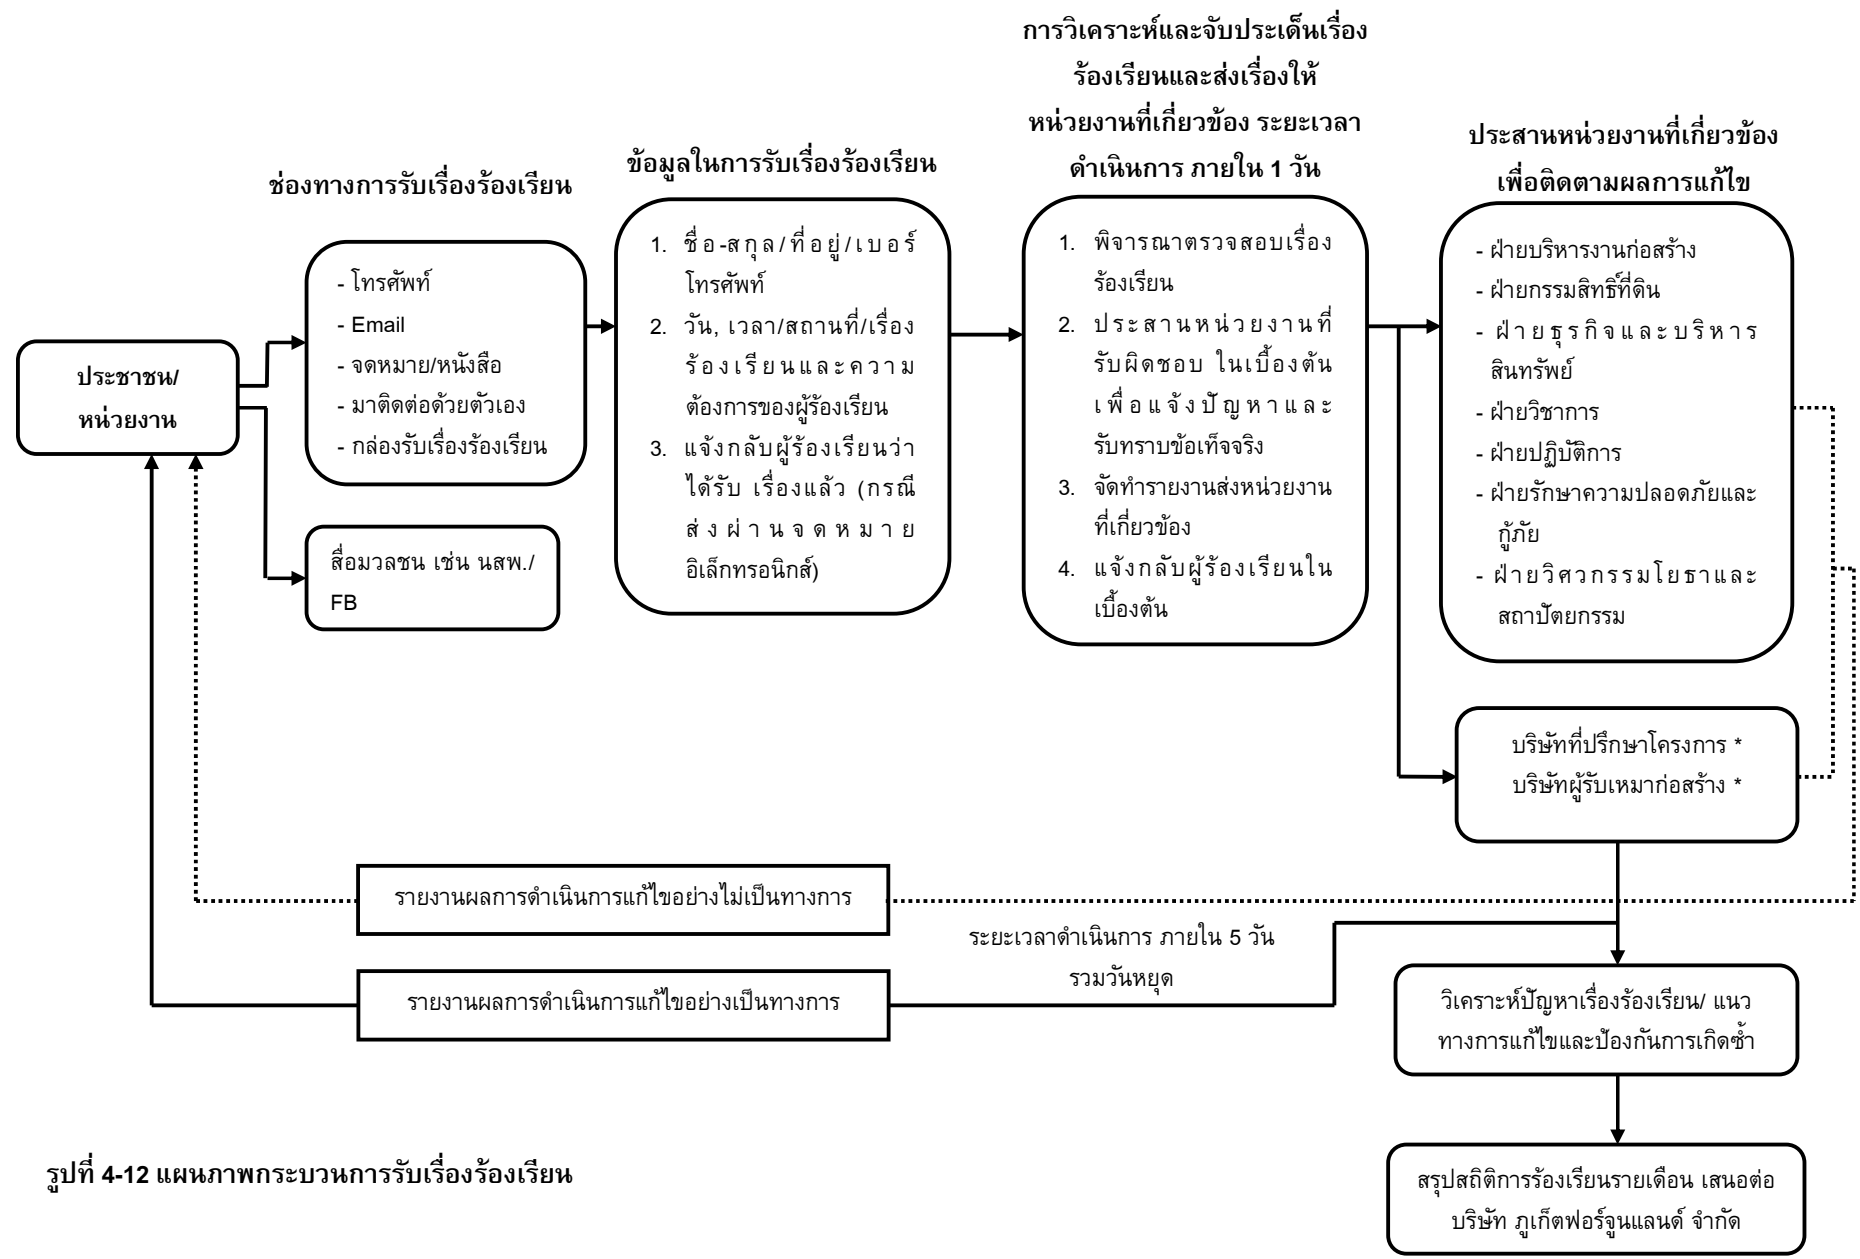 ประชาชน/
หน่วยงาน
ช่องทางการรับเรื่องร้องเรียน
- โทรศัพท์
- Email
- จดหมาย/หนังสือ
- มาติดต่อด้วยตัวเอง
- กล่องรับเรื่องร้องเรียน
สื่อมวลชน เช่น นสพ./
FB
ข้อมูลในการรับเรื่องร้องเรียน
1. ชื่อ-สกุล/ที่อยู่/เบอร์
โทรศัพท์
2. วัน, เวลา/สถานที่/เรื่อง
ร้องเรียนและความ
ต้องการของผู้ร้องเรียน
3. แจ้งกลับผู้ร้องเรียนว่า
ได้รับ เรื่องแล้ว (กรณี
ส่งผ่านจดหมาย
อิเล็กทรอนิกส์)
การวิเคราะห์และจับประเด็นเรื่อง
ร้องเรียนและส่งเรื่องให้
หน่วยงานที่เกี่ยวข้อง ระยะเวลา
ดำเนินการ ภายใน 1 วัน
1. พิจารณาตรวจสอบเรื่อง
ร้องเรียน
2. ประสานหน่วยงานที่
รับผิดชอบ ในเบื้องต้น
เพื่อแจ้งปัญหาและ
รับทราบข้อเท็จจริง
3. จัดทำรายงานส่งหน่วยงาน
ที่เกี่ยวข้อง
4. แจ้งกลับผู้ร้องเรียนใน
เบื้องต้น
ประสานหน่วยงานที่เกี่ยวข้อง
เพื่อติดตามผลการแก้ไข
- ฝ่ายบริหารงานก่อสร้าง
- ฝ่ายกรรมสิทธิ์ที่ดิน
- ฝ่ายธุรกิจและบริหาร
สินทรัพย์
- ฝ่ายวิชาการ
- ฝ่ายปฏิบัติการ
- ฝ่ายรักษาความปลอดภัยและ
กู้ภัย
- ฝ่ายวิศวกรรมโยธาและ
สถาปัตยกรรม
บริษัทที่ปรึกษาโครงการ *
บริษัทผู้รับเหมาก่อสร้าง *
รายงานผลการดำเนินการแก้ไขอย่างไม่เป็นทางการ
ระยะเวลาดำเนินการ ภายใน 5 วัน
รวมวันหยุด
รายงานผลการดำเนินการแก้ไขอย่างเป็นทางการ
วิเคราะห์ปัญหาเรื่องร้องเรียน/ แนว
ทางการแก้ไขและป้องกันการเกิดซ้ำ
สรุปสถิติการร้องเรียนรายเดือน เสนอต่อ
บริษัท ภูเก็ตฟอร์จูนแลนด์ จำกัด
รูปที่ 4-12 แผนภาพกระบวนการรับเรื่องร้องเรียน